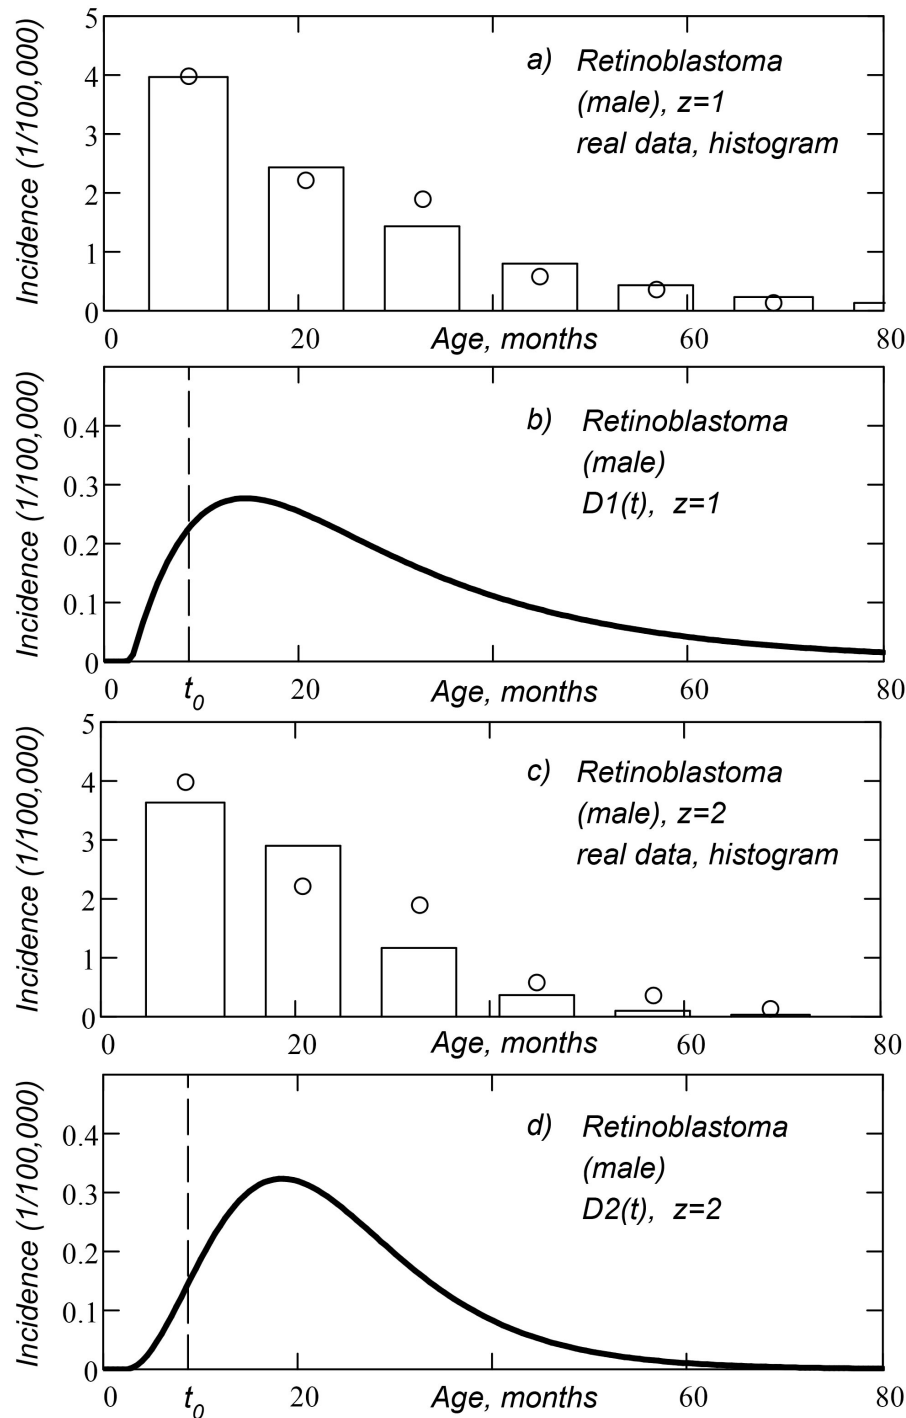 Incidence (1/100,000)
5
4
3
2
1
0
a) Retinoblastoma
(male), z=1
real data, histogram
0 20 Age, months 60 80
Incidence (1/100,000)
0.4
0.3
0.2
0.1
0
b) Retinoblastoma
(male)
D1(t), z=1
0 t0 20 Age, months 60 80
Incidence (1/100,000)
5
4
3
2
1
0
c) Retinoblastoma
(male), z=2
real data, histogram
0 20 Age, months 60 80
Incidence (1/100,000)
0.4
0.3
0.2
0.1
0
d) Retinoblastoma
(male)
D2(t), z=2
0 t0 20 Age, months 60 80